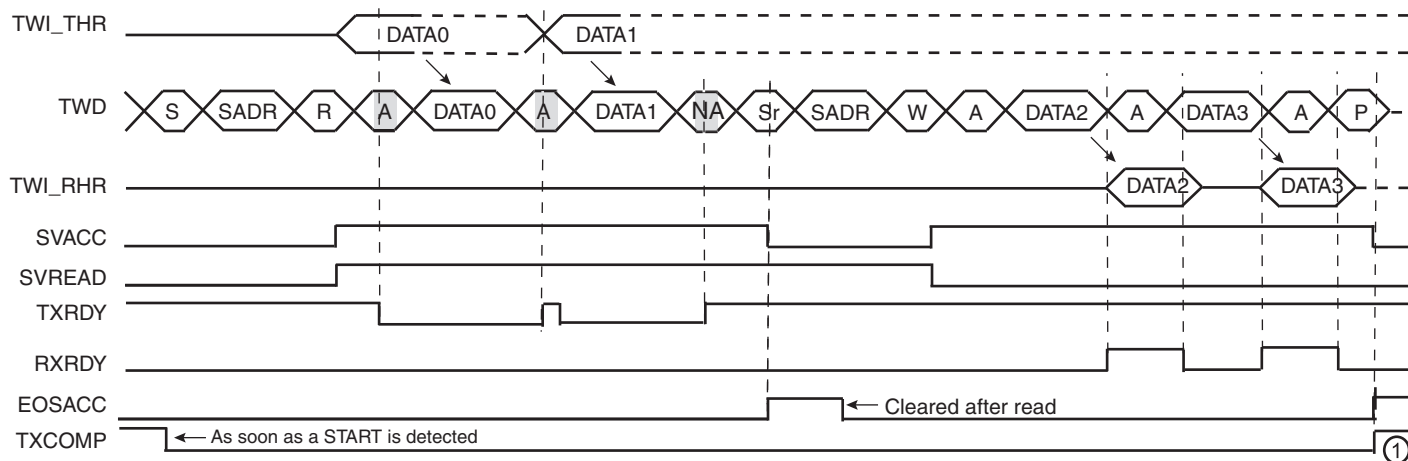 TWI_THR DATA0 DATA1
TWD S SADR R A DATA0 A DATA1 NA Sr SADR W A DATA2 A DATA3 A P
TWI_RHR DATA2 DATA3
SVACC
SVREAD
TXRDY
RXRDY
EOSACC Cleared after read
TXCOMP As soon as a START is detected 1